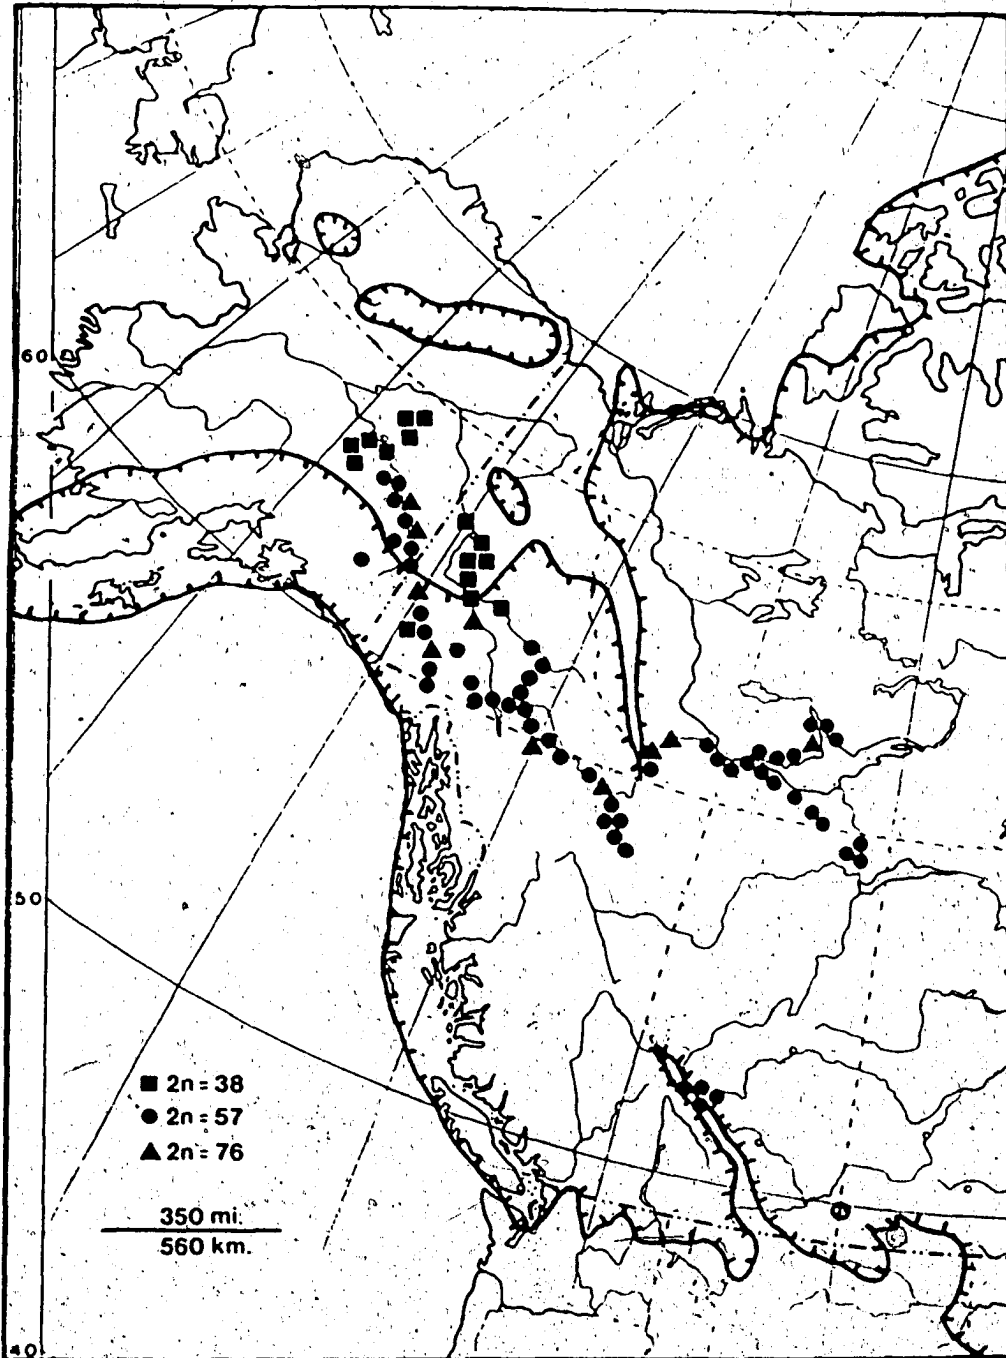 60
50
■ 2n = 38
● 2n = 57
▲ 2n = 76
350 mi.
560 km.
40